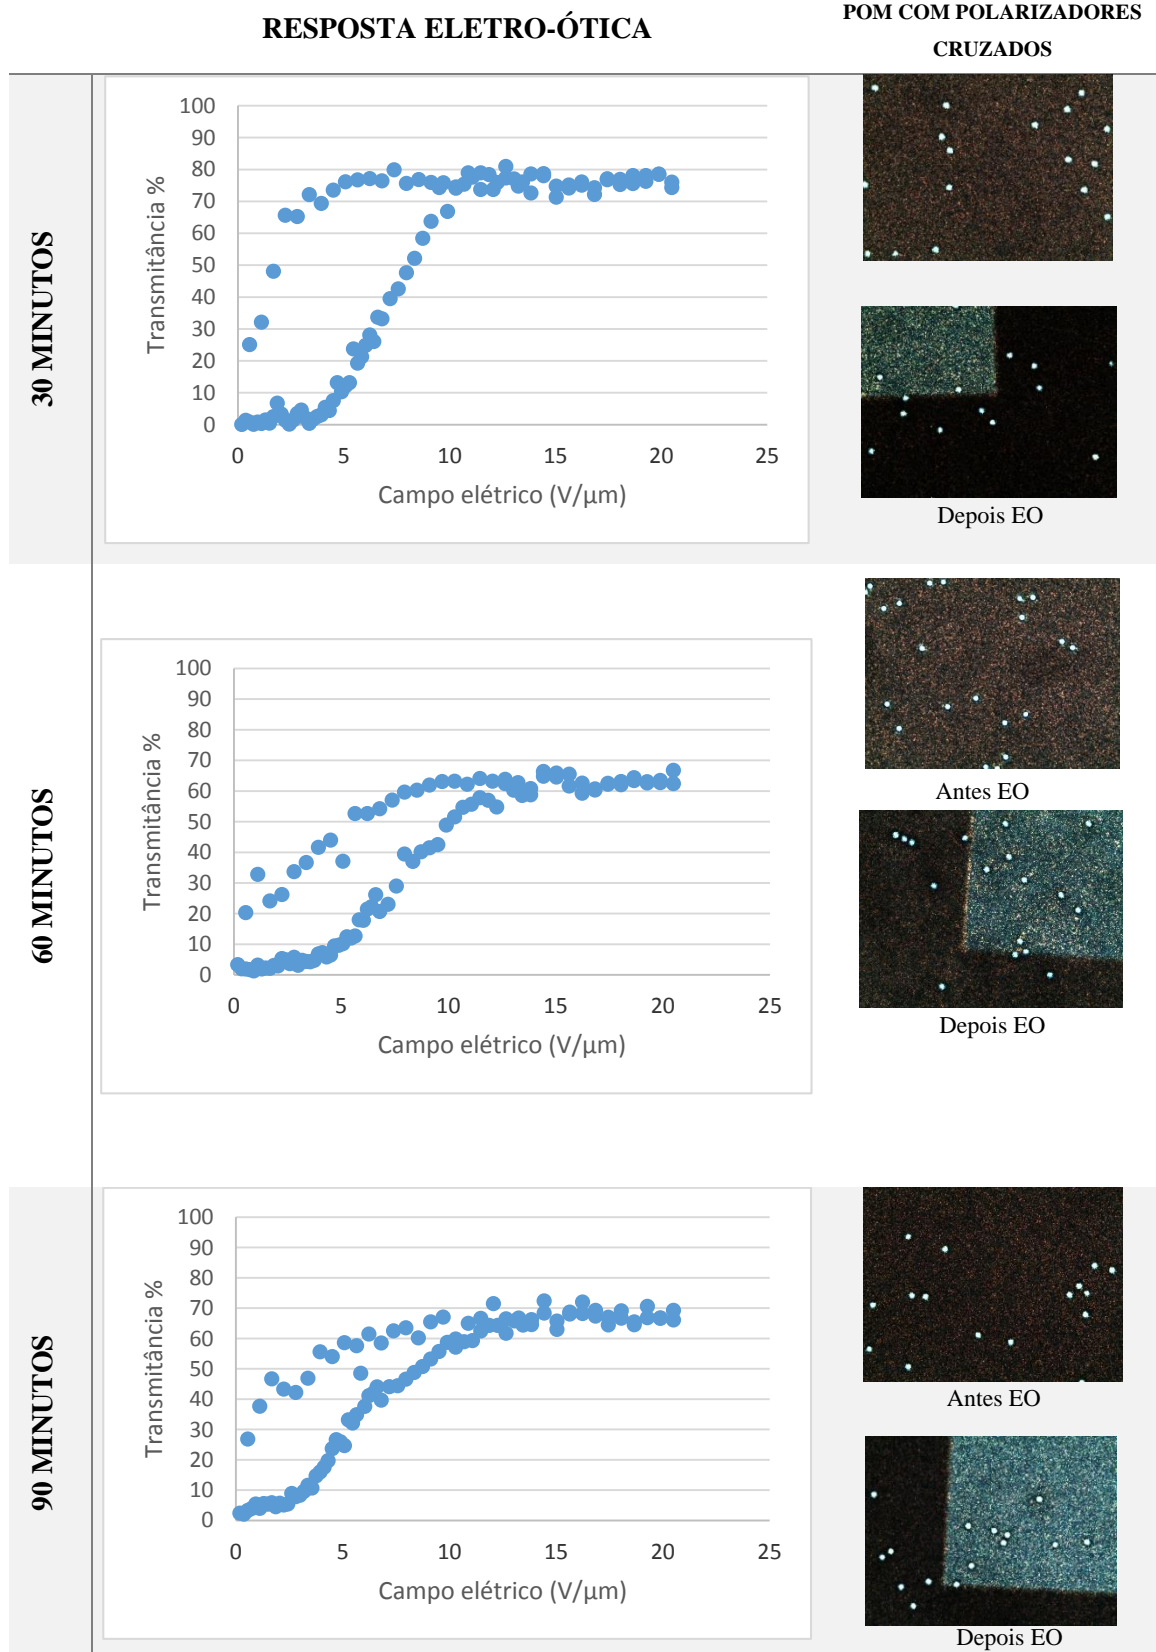 RESPOSTA ELETRO-ÓTICA
POM COM POLARIZADORES
CRUZADOS
30 MINUTOS
Transmitância %
100
90
80
70
60
50
40
30
20
10
0
0 5 10 15 20 25
Campo elétrico (V/µm)
Depois EO
60 MINUTOS
Transmitância %
100
90
80
70
60
50
40
30
20
10
0
0 5 10 15 20 25
Campo elétrico (V/µm)
Antes EO
Depois EO
90 MINUTOS
Transmitância %
100
90
80
70
60
50
40
30
20
10
0
0 5 10 15 20 25
Campo elétrico (V/µm)
Antes EO
Depois EO